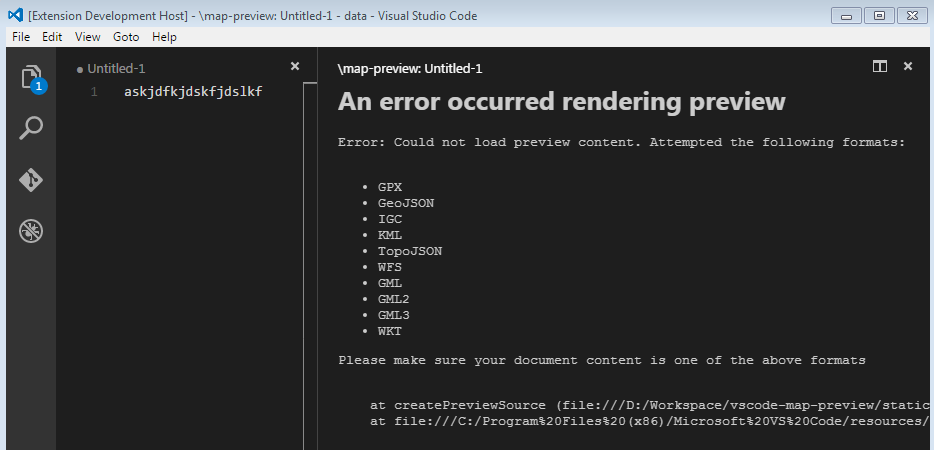 [Extension Development Host] - \map-preview: Untitled-1 - data - Visual Studio Code
File Edit View Goto Help
1
● Untitled-1
1 askjdfkjdskfjdslkf
\map-preview: Untitled-1
An error occurred rendering preview
Error: Could not load preview content. Attempted the following formats:
• GPX
• GeoJSON
• IGC
• KML
• TopoJSON
• WFS
• GML
• GML2
• GML3
• WKT
Please make sure your document content is one of the above formats
at createPreviewSource (file:///D:/Workspace/vscode-map-preview/static
at file:///C:/Program%20Files%20(x86)/Microsoft%20VS%20Code/resources/